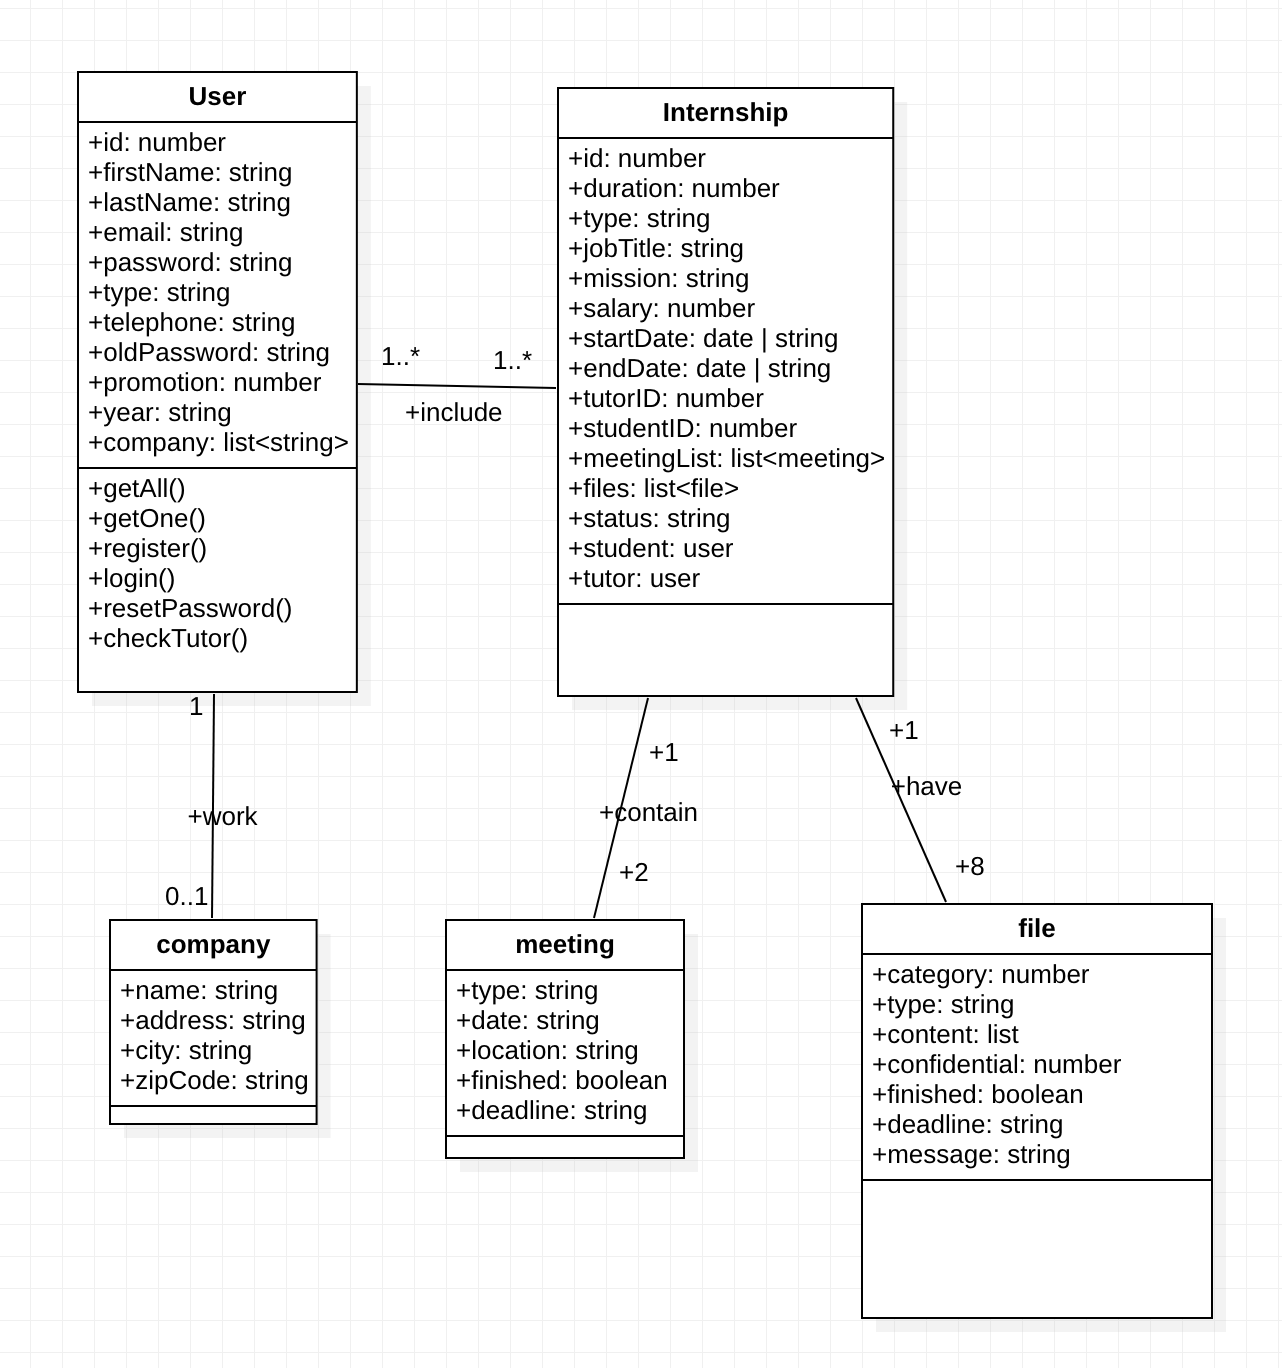 User
+id: number
+firstName: string
+lastName: string
+email: string
+password: string
+type: string
+telephone: string
+oldPassword: string
+promotion: number
+year: string
+company: list<string>
+getAll()
+getOne()
+register()
+login()
+resetPassword()
+checkTutor()
1..*
1..*
+include
Internship
+id: number
+duration: number
+type: string
+jobTitle: string
+mission: string
+salary: number
+startDate: date | string
+endDate: date | string
+tutorID: number
+studentID: number
+meetingList: list<meeting>
+files: list<file>
+status: string
+student: user
+tutor: user
1
+work
0..1
+1
+contain
+2
+1
+have
+8
company
+name: string
+address: string
+city: string
+zipCode: string
meeting
+type: string
+date: string
+location: string
+finished: boolean
+deadline: string
file
+category: number
+type: string
+content: list
+confidential: number
+finished: boolean
+deadline: string
+message: string